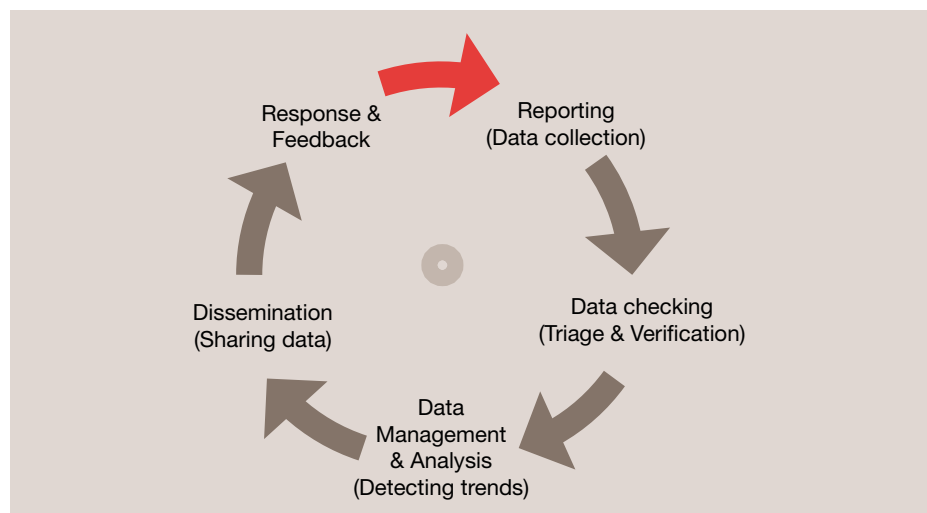 Response &
Feedback
Reporting
(Data collection)
Data checking
(Triage & Verification)
Data
Management
& Analysis
(Detecting trends)
Dissemination
(Sharing data)